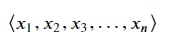 ⟨x₁, x₂, x₃, . . . , xₙ⟩